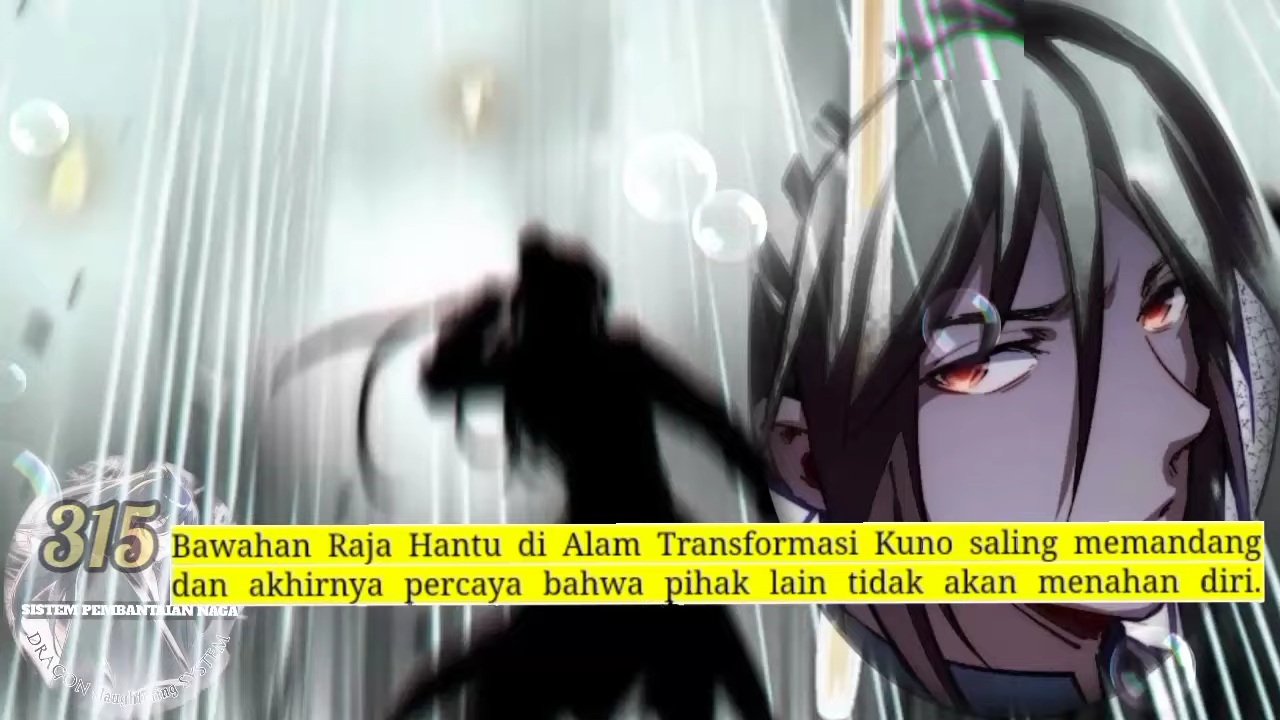 315
Bawahan Raja Hantu di Alam Transformasi Kuno saling memandang
dan akhirnya percaya bahwa pihak lain tidak akan menahan diri.
SISTEM PEMBANTAIAN NAGA
DRAGON SYSTEM